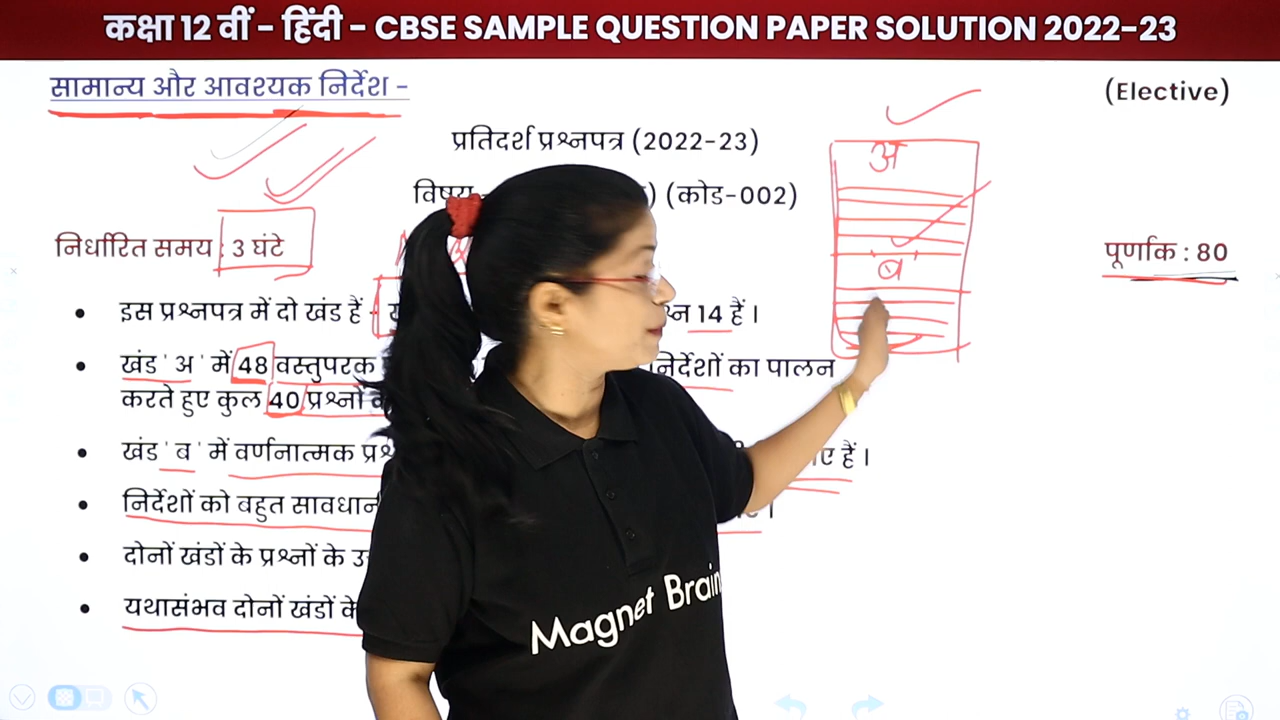 कक्षा 12 वीं - हिंदी - CBSE SAMPLE QUESTION PAPER SOLUTION 2022-23
सामान्य और आवश्यक निर्देश -
(Elective)
प्रतिदर्श प्रश्नपत्र (2022-23)
विषय (कोड-002)
निर्धारित समय : 3 घंटे
पूर्णांक : 80
• इस प्रश्नपत्र में दो खंड हैं - 14 हैं ।
• खंड ' अ' में 48 वस्तुपरक निर्देशों का पालन
करते हुए कुल 40 प्रश्नों
• खंड ' ब ' में वर्णनात्मक हैं ।
• निर्देशों को बहुत ।
• दोनों खंडों के प्रश्नों के
• यथासंभव दोनों खंडों के
अ
ब
Magnet Brain